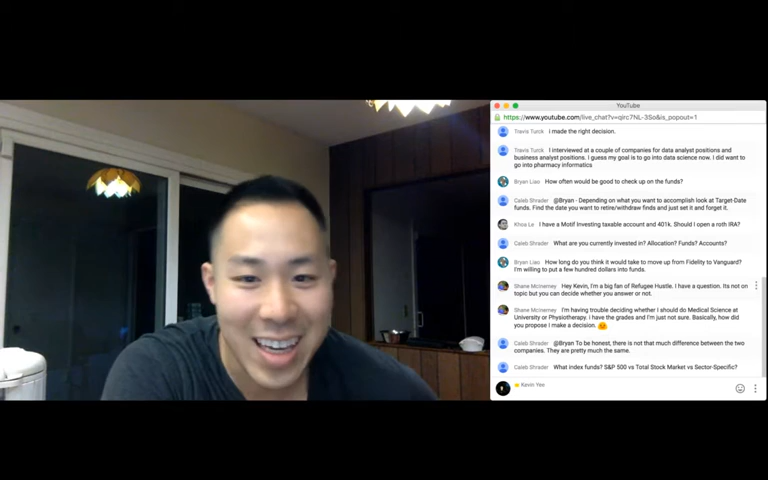 YouTube
https://www.youtube.com/live_chat?v=qirc7NL-3So&is_popout=1
Travis Turck i made the right decision.
Travis Turck I interviewed at a couple of companies for data analyst positions and
business analyst positions. I guess my goal is to go into data science now. I did want to
go into pharmacy informatics
Bryan Liao How often would be good to check up on the funds?
Caleb Shrader @Bryan - Depending on what you want to accomplish look at Target-Date
funds. Find the date you want to retire/withdraw finds and just set it and forget it.
Khoa Le I have a Motif Investing taxable account and 401k. Should I open a roth IRA?
Caleb Shrader What are you currently invested in? Allocation? Funds? Accounts?
Bryan Liao How long do you think it would take to move up from Fidelity to Vanguard?
I'm willing to put a few hundred dollars into funds.
Shane McInerney Hey Kevin, I'm a big fan of Refugee Hustle. I have a question. Its not on
topic but you can decide whether you answer or not.
Shane McInerney I'm having trouble deciding whether I should do Medical Science at
University or Physiotherapy. i have the grades and I'm just not sure. Basically, how did
you propose I make a decision.
Caleb Shrader @Bryan To be honest, there is not that much difference between the two
companies. They are pretty much the same.
Caleb Shrader What index funds? S&P 500 vs Total Stock Market vs Sector-Specific?
Kevin Yee